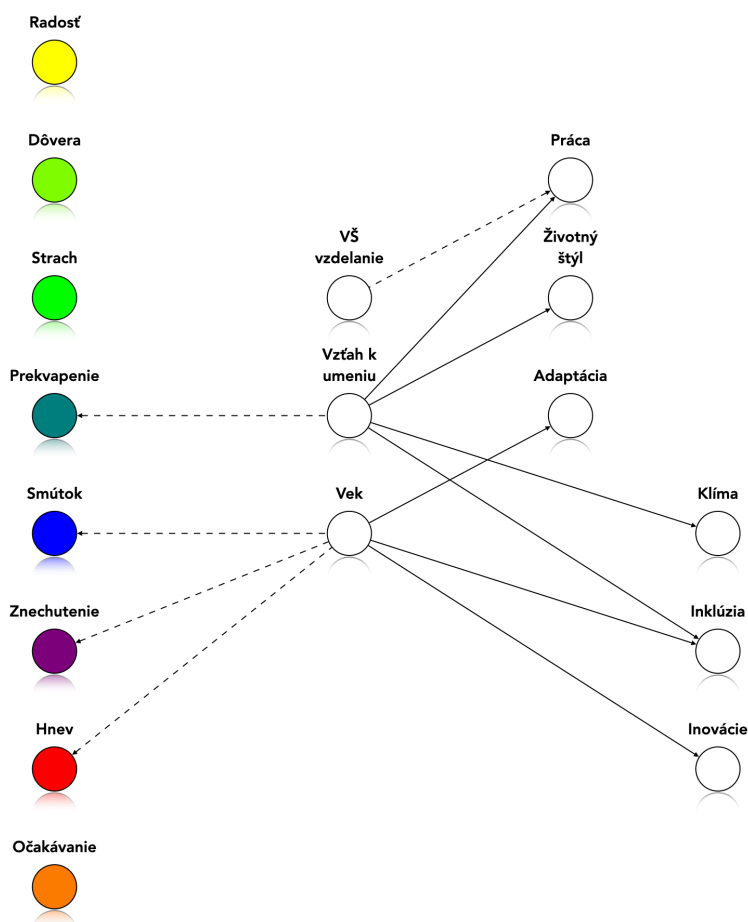 Radosť
Dôvera
Práca
Strach
VŠ
vzdelanie
Životný
štýl
Prekvapenie
Vzťah k
umeniu
Adaptácia
Smútok
Vek
Klíma
Znechutenie
Inklúzia
Hnev
Inovácie
Očakávanie